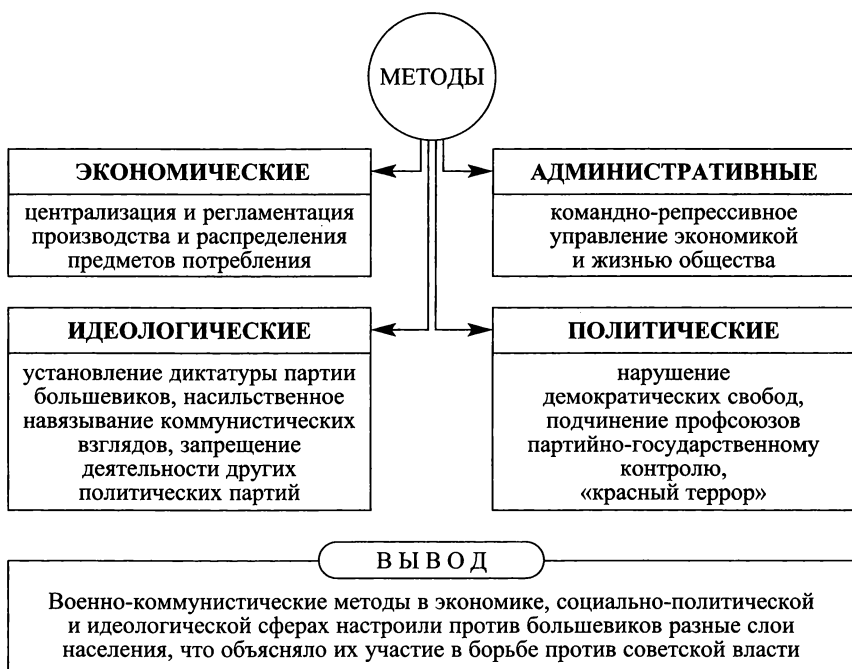 МЕТОДЫ
ЭКОНОМИЧЕСКИЕ
централизация и регламентация
производства и распределения
предметов потребления
АДМИНИСТРАТИВНЫЕ
командно-репрессивное
управление экономикой
и жизнью общества
ИДЕОЛОГИЧЕСКИЕ
установление диктатуры партии
большевиков, насильственное
навязывание коммунистических
взглядов, запрещение
деятельности других
политических партий
ПОЛИТИЧЕСКИЕ
нарушение
демократических свобод,
подчинение профсоюзов
партийно-государственному
контролю,
«красный террор»
ВЫВОД
Военно-коммунистические методы в экономике, социально-политической
и идеологической сферах настроили против большевиков разные слои
населения, что объясняло их участие в борьбе против советской власти